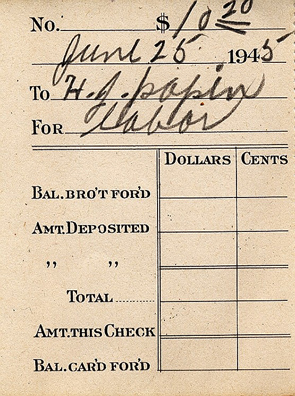 No. $10 20
June 25 1945
To H.J. Papin
For Labor
DOLLARS CENTS
BAL. BRO'T FOR'D
AMT. DEPOSITED
,, ,,
TOTAL ..........
AMT. THIS CHECK
BAL. CAR'D FOR'D